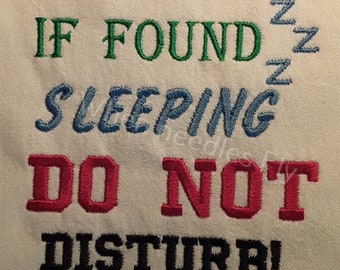 IF FOUND
Z
Z
Z
SLEEPING
DO NOT
DISTURB!